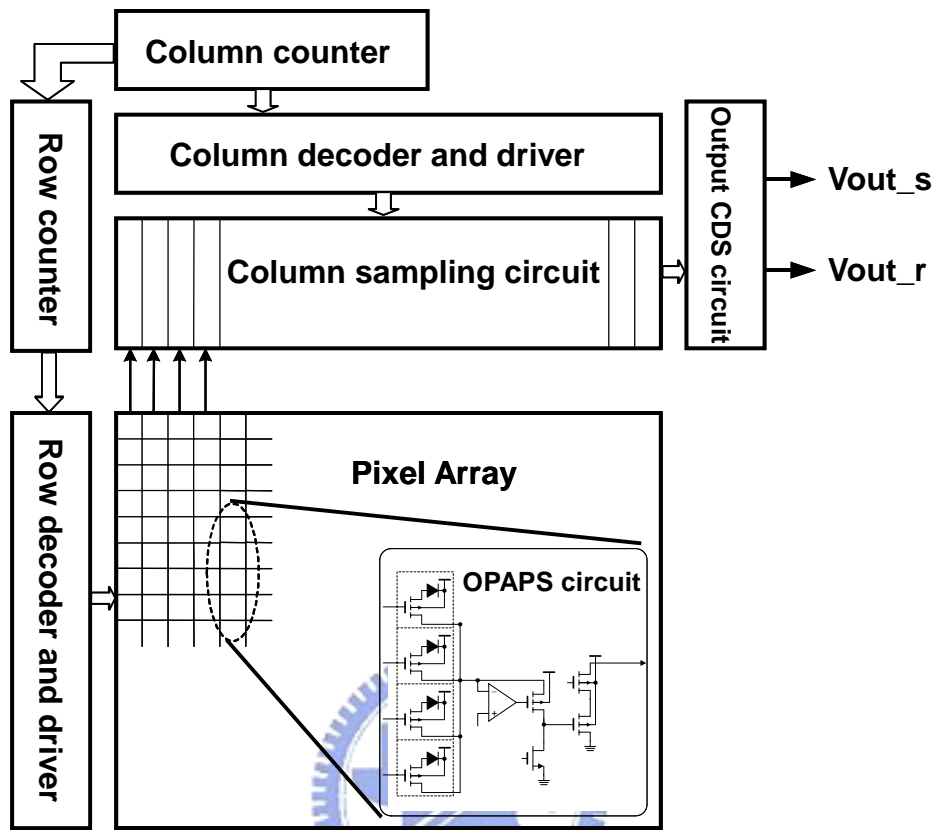 Column counter
Row counter
Column decoder and driver
Output CDS circuit
Vout_s
Column sampling circuit
Vout_r
Row decoder and driver
Pixel Array
OPAPS circuit